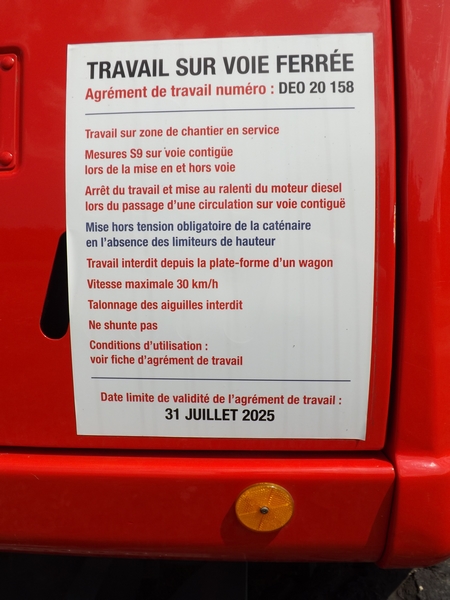 TRAVAIL SUR VOIE FERRÉE
Agrément de travail numéro : DEO 20 158
Travail sur zone de chantier en service
Mesures S9 sur voie contigüe
lors de la mise en et hors voie
Arrêt du travail et mise au ralenti du moteur diesel
lors du passage d'une circulation sur voie contiguë
Mise hors tension obligatoire de la caténaire
en l'absence des limiteurs de hauteur
Travail interdit depuis la plate-forme d'un wagon
Vitesse maximale 30 km/h
Talonnage des aiguilles interdit
Ne shunte pas
Conditions d'utilisation :
voir fiche d'agrément de travail
Date limite de validité de l'agrément de travail :
31 JUILLET 2025